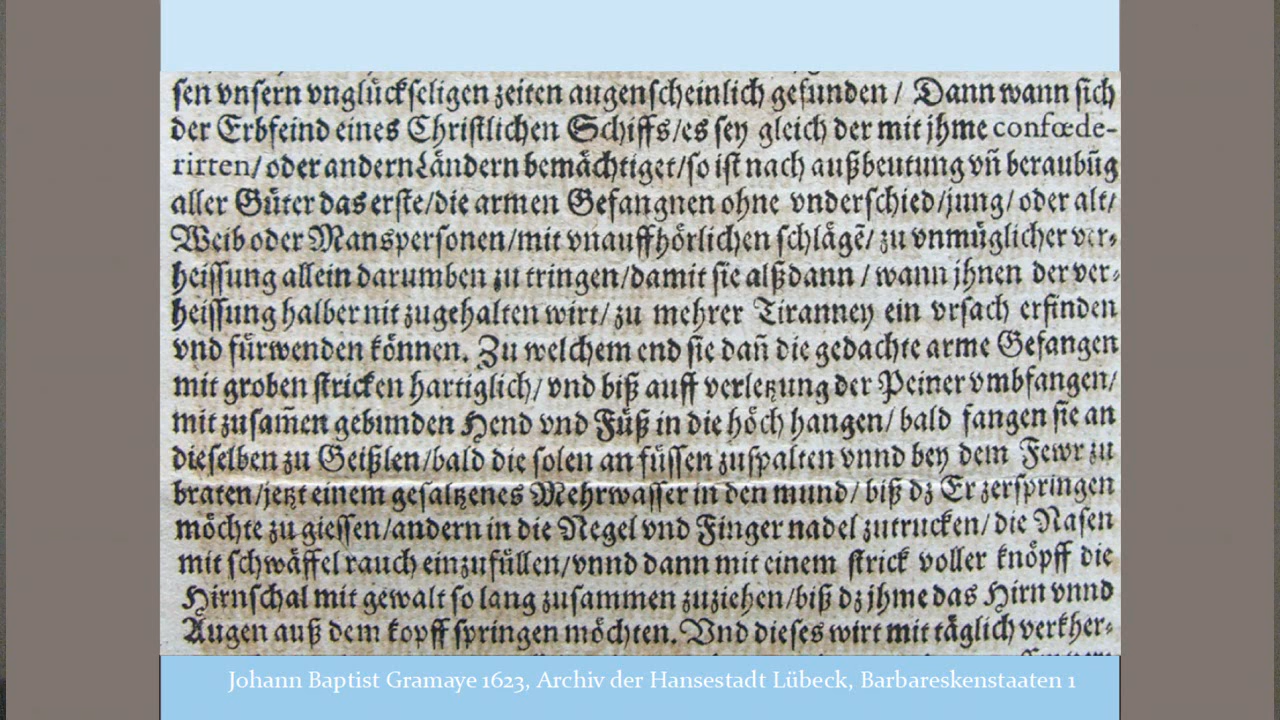 sen vnsern vnglückseligen zeiten augenscheinlich gefunden / Dann wann sich
der Erbfeind eines Christlichen Schiffs/es sey gleich der mit jhme confœde-
rirten/ oder andern Ländern bemächtiget/so ist nach außbeutung vñ beraubũg
aller Güter das erste/die armen Gefangnen ohne vnderschied/jung/ oder alt/
Weib oder Manspersonen/mit vnauffhörlichen schlägẽ/ zu vnmüglicher ver-
heissung allein darumben zu tringen/damit sie alßdann / wann jhnen der ver-
heissung halber nit zugehalten wirt/ zu mehrer Tiranney ein vrsach erfinden
vnd fürwenden können. Zu welchem end sie dañ die gedachte arme Gefangen
mit groben stricken hartiglich/ vnd biß auff verletzung der Peiner vmbfangen/
mit zusam̃en gebunden Hend vnd Füß in die höch hangen/ bald fangen sie an
dieselben zu Geißlen/bald die solen an füssen zuspalten vnnd bey dem Fewr zu
braten/jetzt einem gesaltzenes Mehrwasser in den mund/ biß dz Er zerspringen
möchte zu giessen/andern in die Negel vnd Finger nadel zutrucken/ die Nasen
mit schwäffel rauch einzufüllen/vnnd dann mit einem strick voller knöpff die
Hirnschal mit gewalt so lang zusammen zuziehen/biß dz jhme das Hirn vnnd
Augen auß dem kopff springen möchten. Vnd dieses wirt mit täglich verkher-
Johann Baptist Gramaye 1623, Archiv der Hansestadt Lübeck, Barbareskenstaaten 1